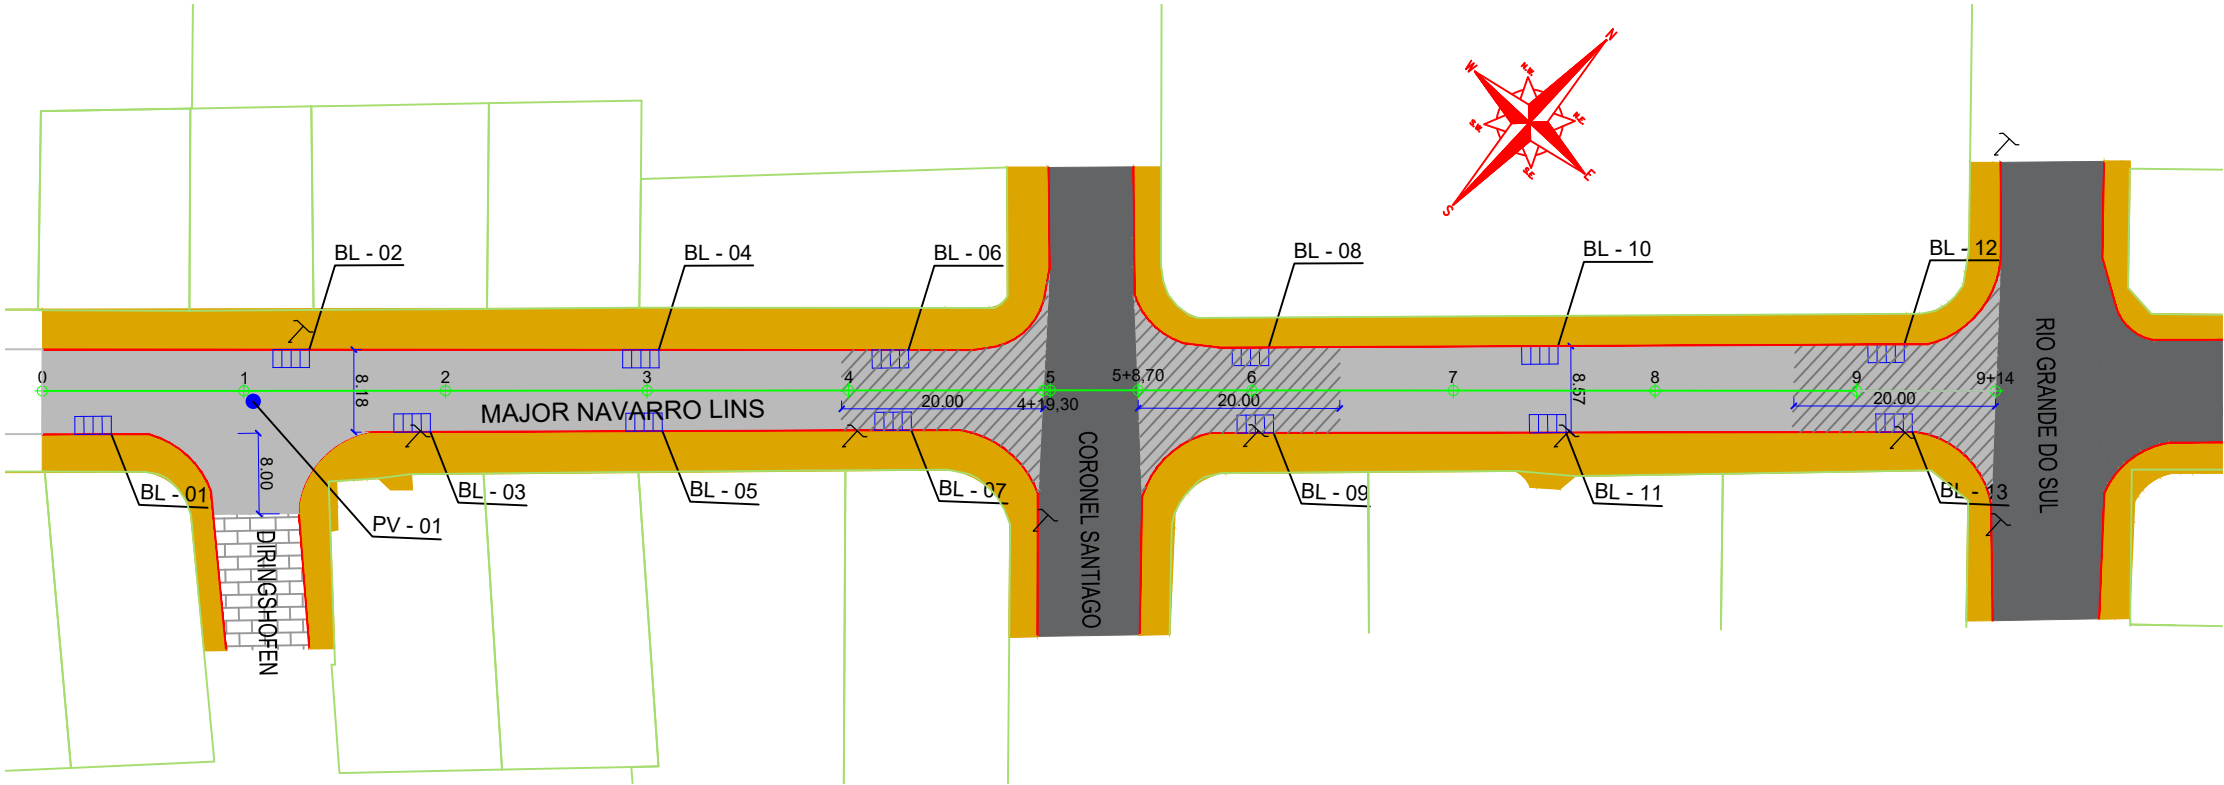 N
W
N.W.
N.E.
S.W.
S.E.
E
S
BL - 02
BL - 04
BL - 06
BL - 08
BL - 10
BL - 12
0
1
2
3
4
5
5+8,70
6
7
8
9
9+14
8.18
8.57
20.00
4+19,30
20.00
20.00
MAJOR NAVARRO LINS
RIO GRANDE DO SUL
CORONEL SANTIAGO
8.00
BL - 01
BL - 03
BL - 05
BL - 07
BL - 09
BL - 11
BL - 13
PV - 01
DIRINGSHOFEN